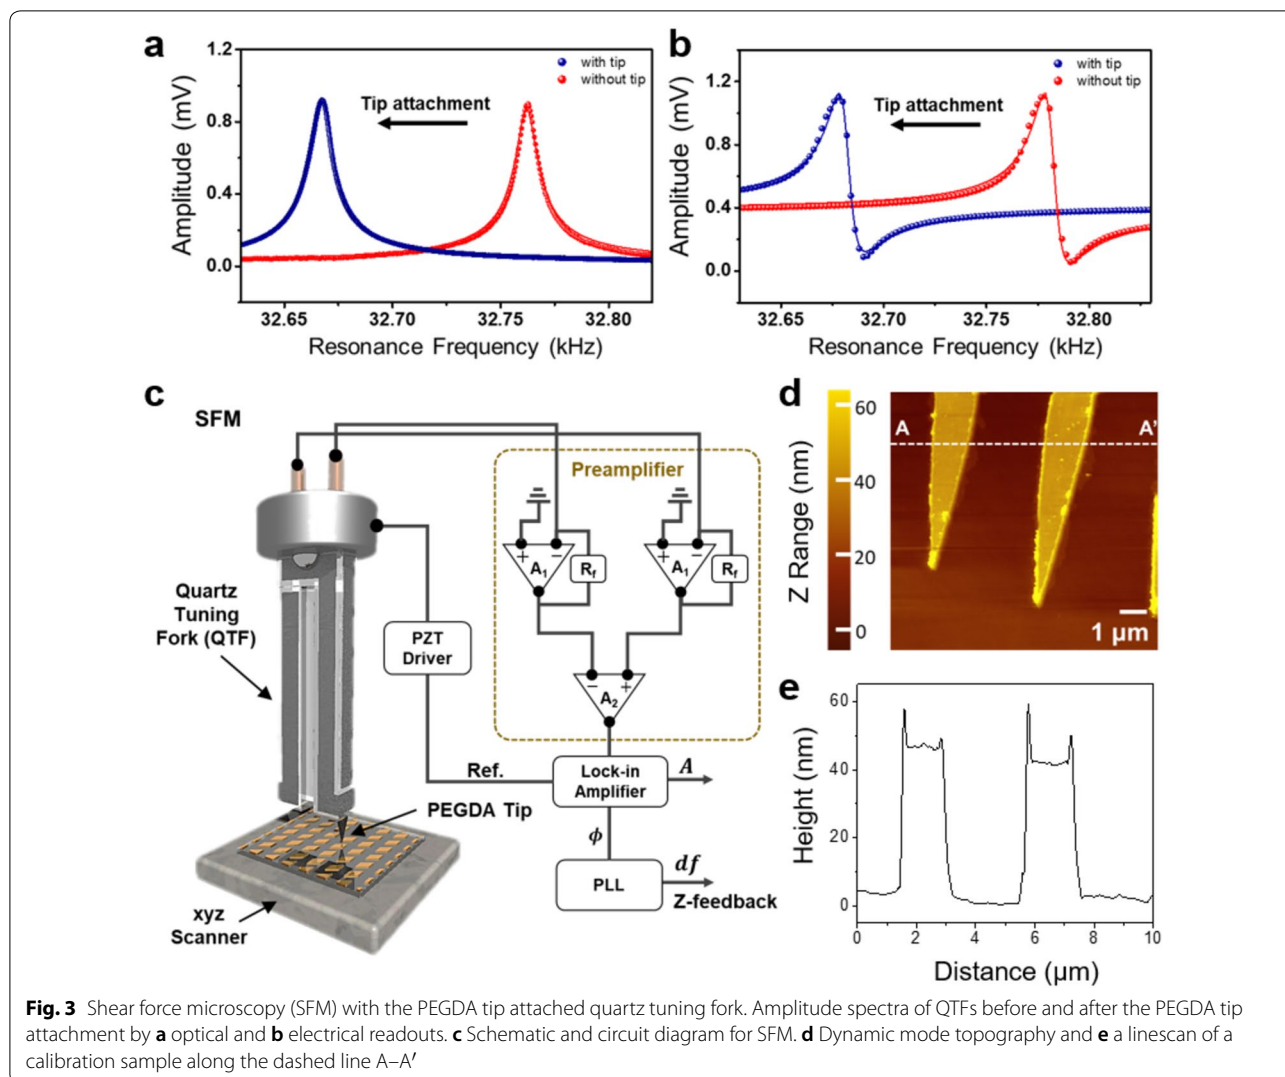 a
1.2
0.8
0.4
0.0
Amplitude (mV)
with tip
without tip
Tip attachment
32.65 32.70 32.75 32.80
Resonance Frequency (kHz)
b
1.2
0.8
0.4
0.0
Amplitude (mV)
with tip
without tip
Tip attachment
32.65 32.70 32.75 32.80
Resonance Frequency (kHz)
c
SFM
Preamplifier
+ −
A1
Rf
+ −
A1
Rf
Quartz
Tuning
Fork (QTF)
PZT
Driver
− +
A2
Ref.
Lock-in
Amplifier
A
PEGDA Tip
ϕ
PLL
df
Z-feedback
xyz
Scanner
d
60
40
20
0
Z Range (nm)
A A'
1 μm
e
60
40
20
0
Height (nm)
0 2 4 6 8 10
Distance (μm)
Fig. 3 Shear force microscopy (SFM) with the PEGDA tip attached quartz tuning fork. Amplitude spectra of QTFs before and after the PEGDA tip
attachment by a optical and b electrical readouts. c Schematic and circuit diagram for SFM. d Dynamic mode topography and e a linescan of a
calibration sample along the dashed line A–A′